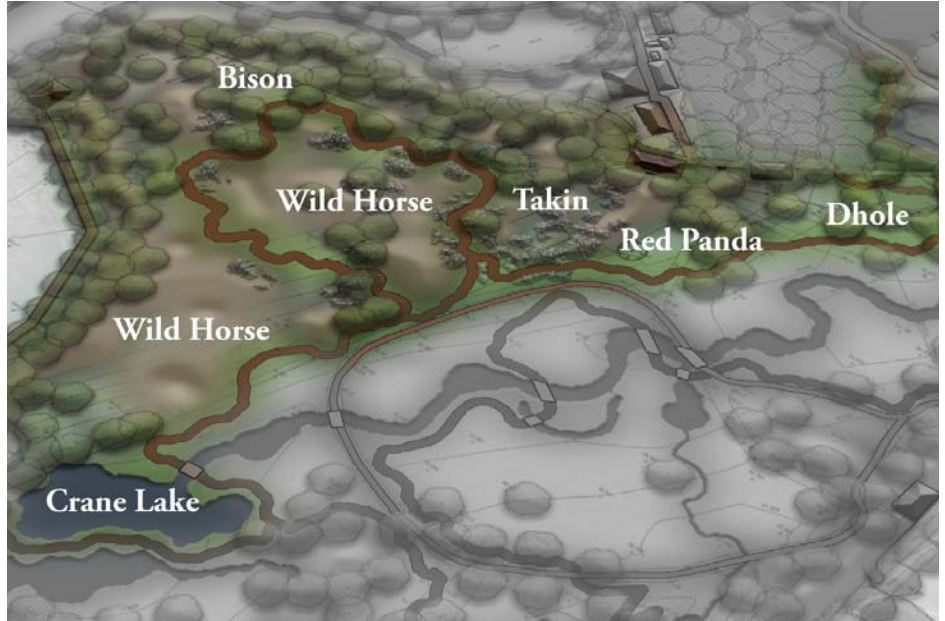 Bison
Wild Horse
Takin
Dhole
Red Panda
Wild Horse
Crane Lake